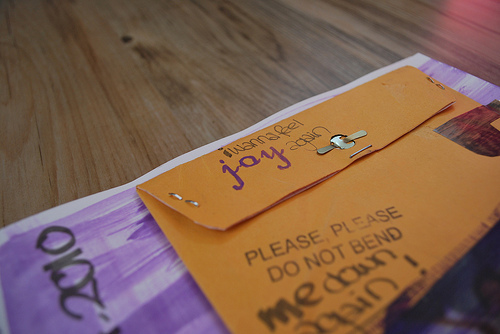 i wanna feel
joy again
PLEASE, PLEASE
DO NOT BEND
me down
again!
2010